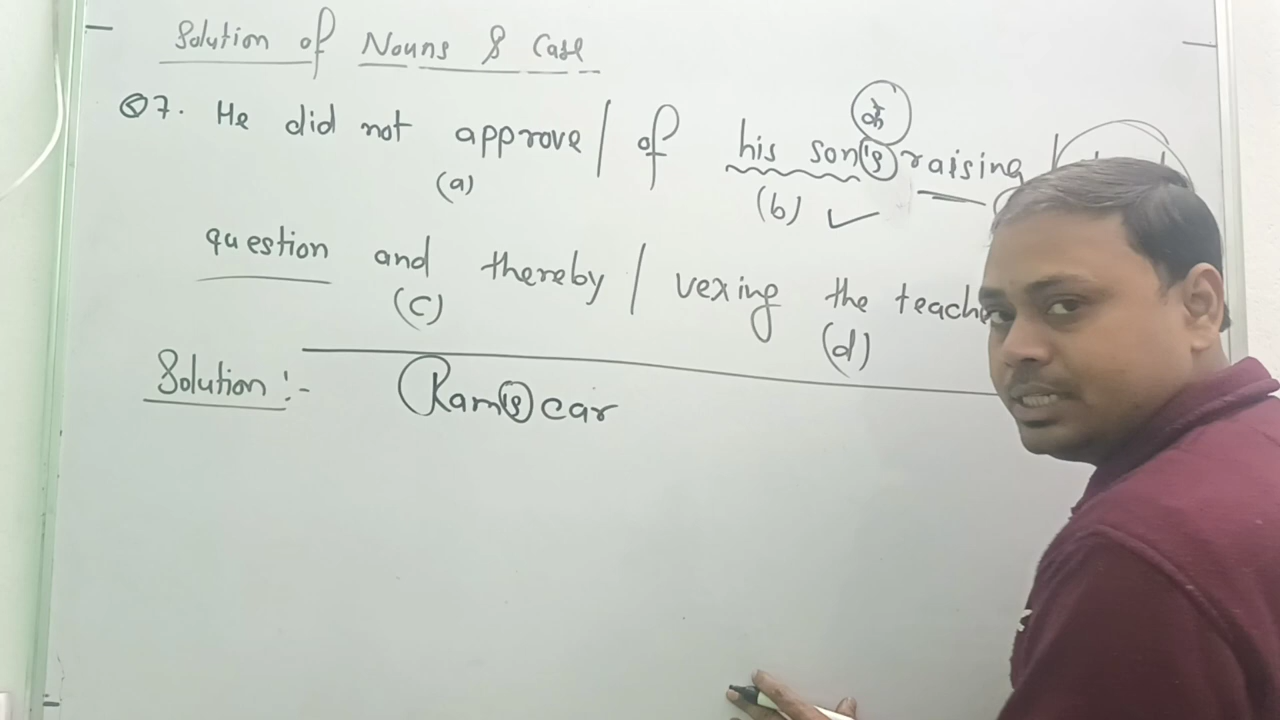 Solution of Nouns & Case
के
Q7. He did not approve / of his son's raising
(a) (b) ✓
question and thereby / vexing the teache
(c) (d)
Solution :- Ram's car